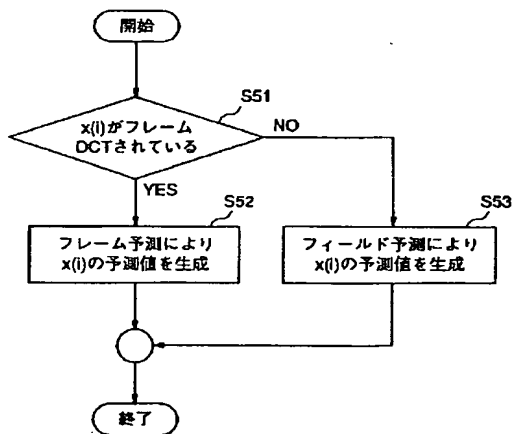 開始
S51
x(i)がフレーム
DCTされている
NO
YES
S52
フレーム予測により
x(i)の予測値を生成
S53
フィールド予測により
x(i)の予測値を生成
終了